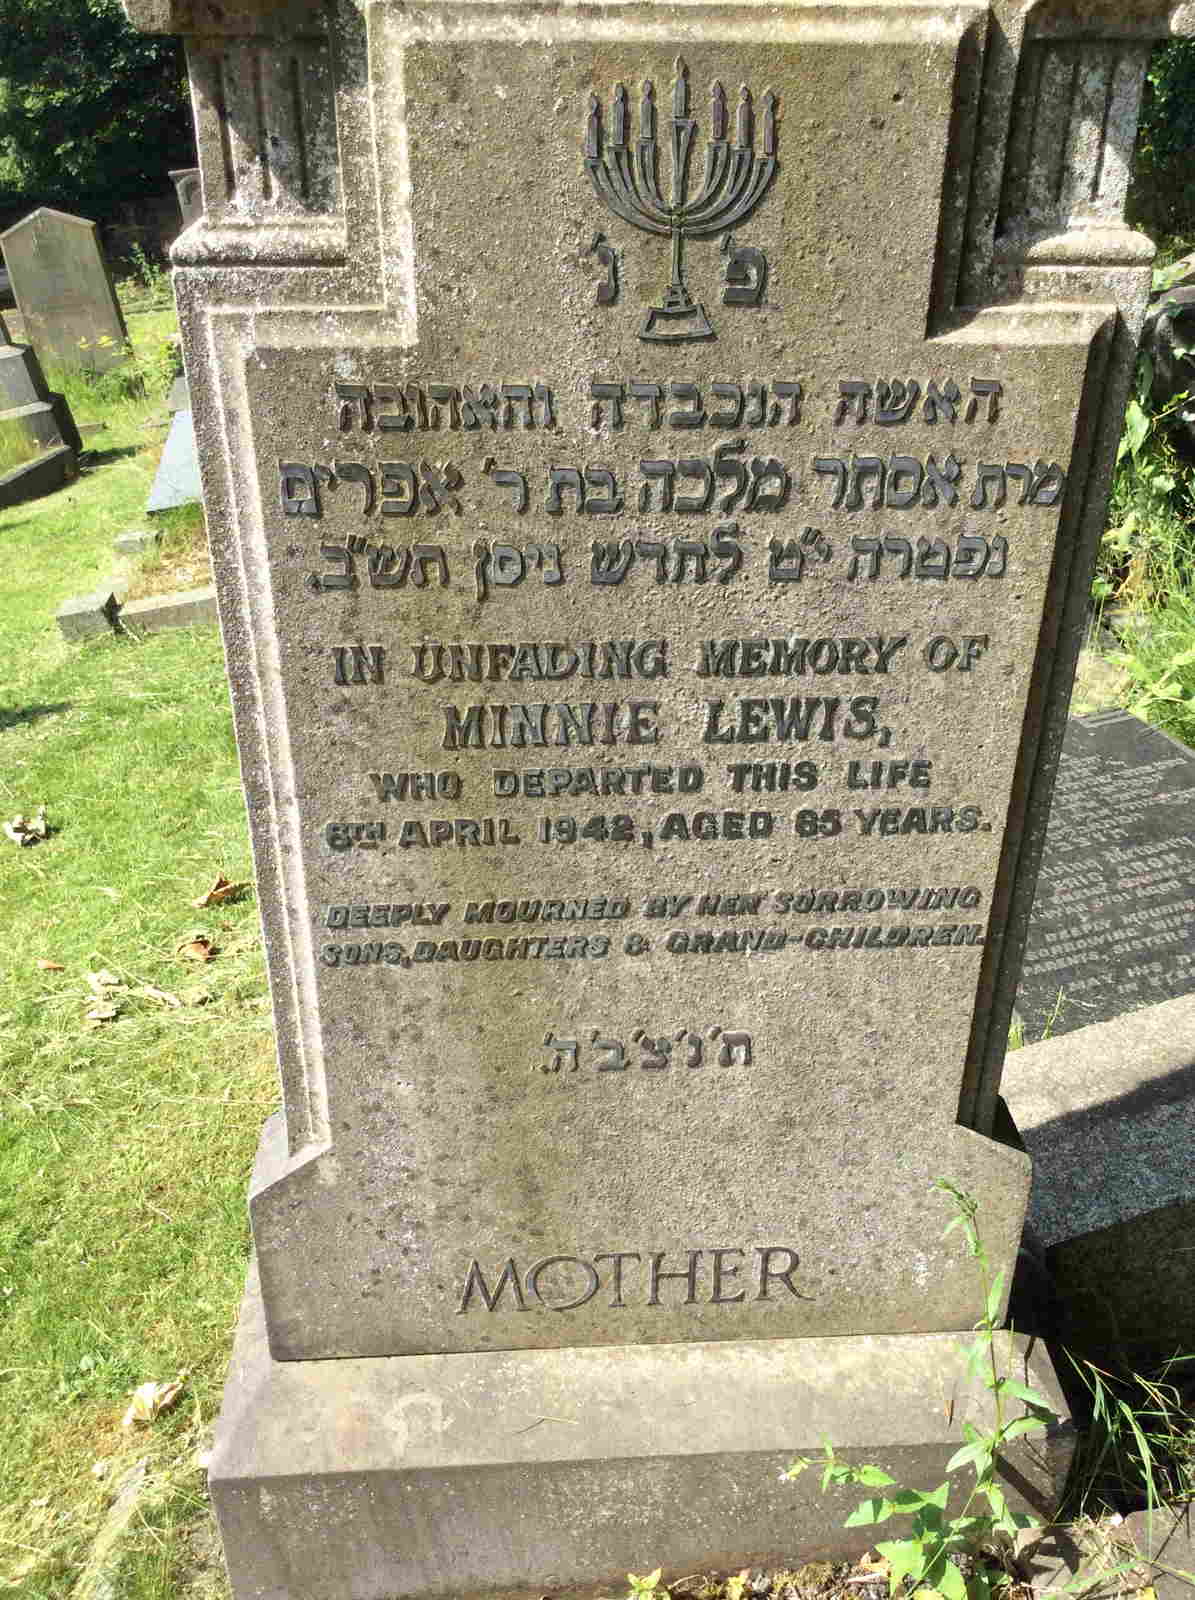 פ' נ'
האשה הנכבדה והאהובה
מרת אסתר מלכה בת ר' אפרים
נפטרה י"ט לחדש ניסן תש"ב.
IN UNFADING MEMORY OF
MINNIE LEWIS,
WHO DEPARTED THIS LIFE
6TH APRIL 1942, AGED 65 YEARS.
DEEPLY MOURNED BY HER SORROWING
SONS, DAUGHTERS & GRAND-CHILDREN.
ת'נ'צ'ב'ה'.
MOTHER